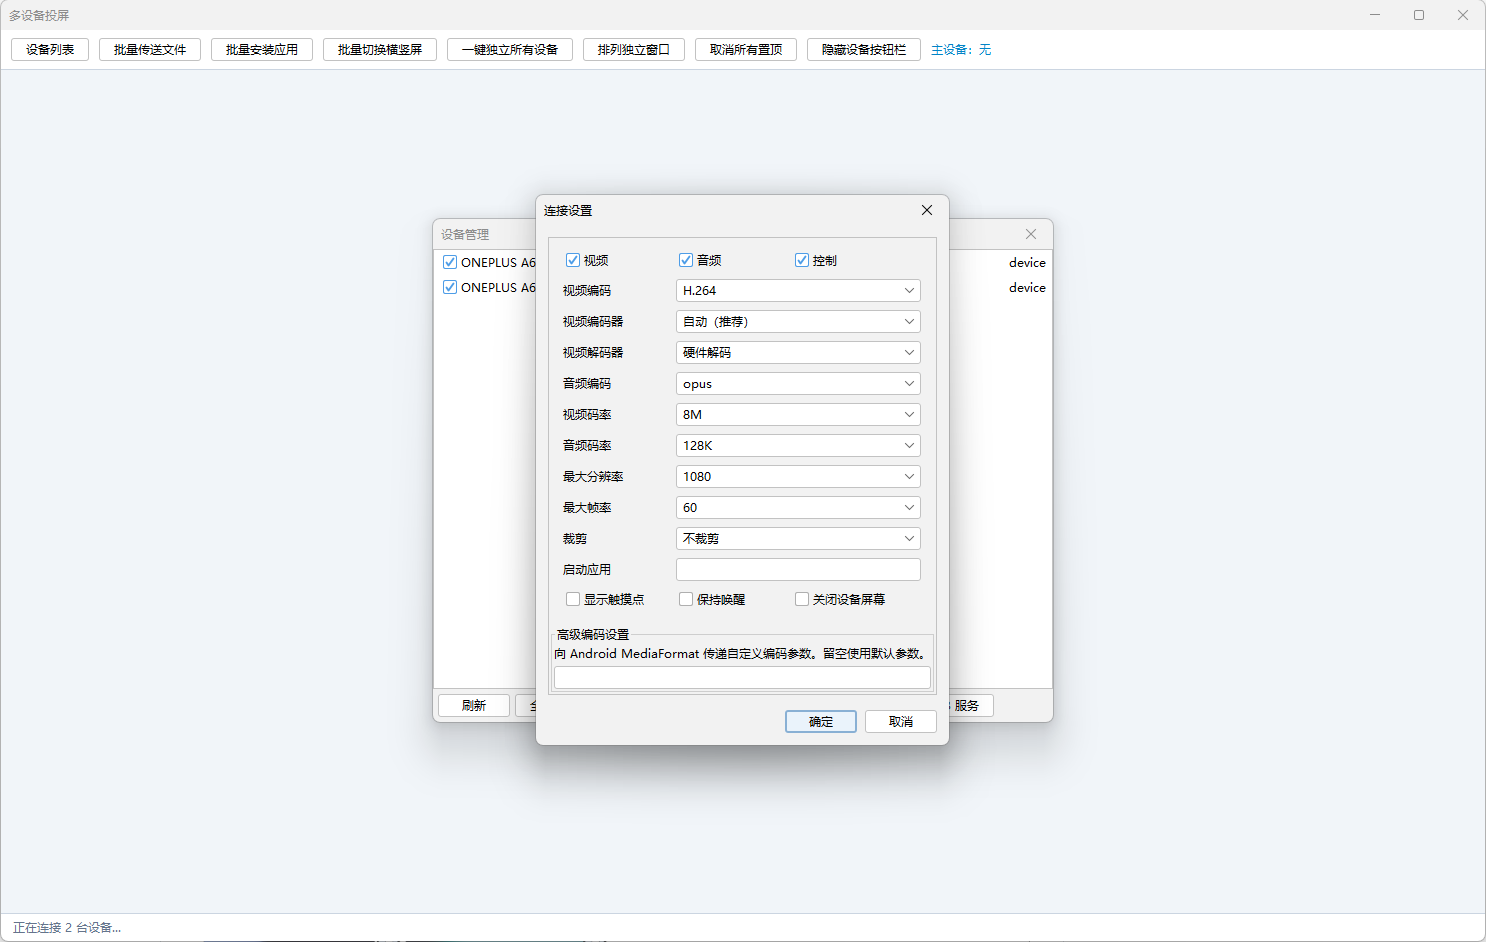 多设备投屏
设备列表 批量传送文件 批量安装应用 批量切换横竖屏 一键独立所有设备 排列独立窗口 取消所有置顶 隐藏设备按钮栏 主设备：无
设备管理
ONEPLUS A6 device
ONEPLUS A6 device
刷新 服务
连接设置
视频 音频 控制
视频编码 H.264
视频编码器 自动（推荐）
视频解码器 硬件解码
音频编码 opus
视频码率 8M
音频码率 128K
最大分辨率 1080
最大帧率 60
裁剪 不裁剪
启动应用
显示触摸点 保持唤醒 关闭设备屏幕
高级编码设置
向 Android MediaFormat 传递自定义编码参数。留空使用默认参数。
确定 取消
正在连接 2 台设备...